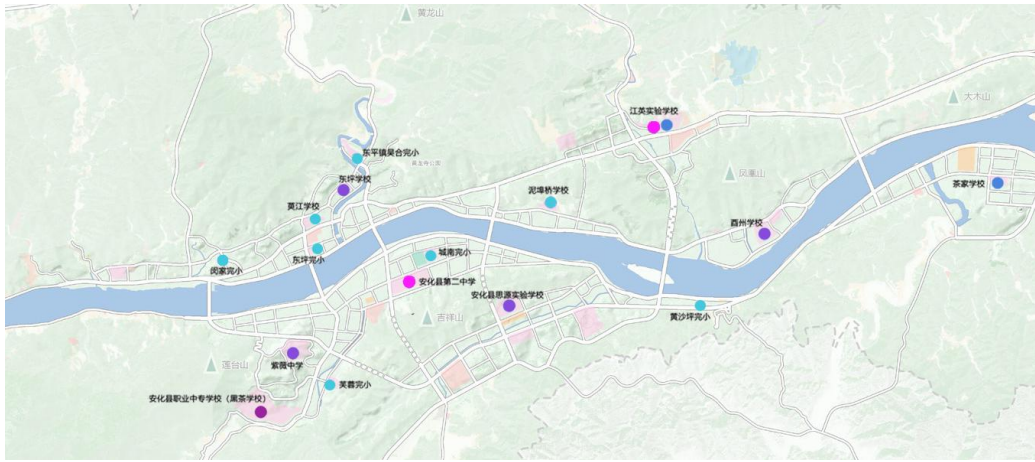 黄龙山
江英实验学校
大木山
东平镇吴合完小
凤凰山
东坪学校
茶家学校
泥埠桥学校
萸江学校
酉州学校
东坪完小
城南完小
闵家完小
安化县第二中学
安化县思源实验学校
黄沙坪完小
吉祥山
莲台山
紫薇中学
芙蓉完小
安化县职业中专学校（黑茶学校）